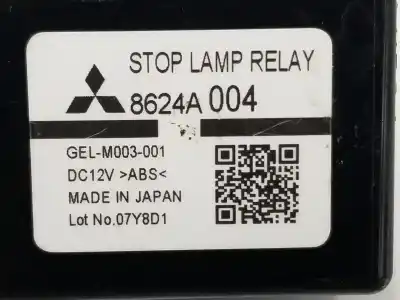 STOP LAMP RELAY
8624A 004
GEL-M003-001
DC12V >ABS<
MADE IN JAPAN
Lot No.07Y8D1